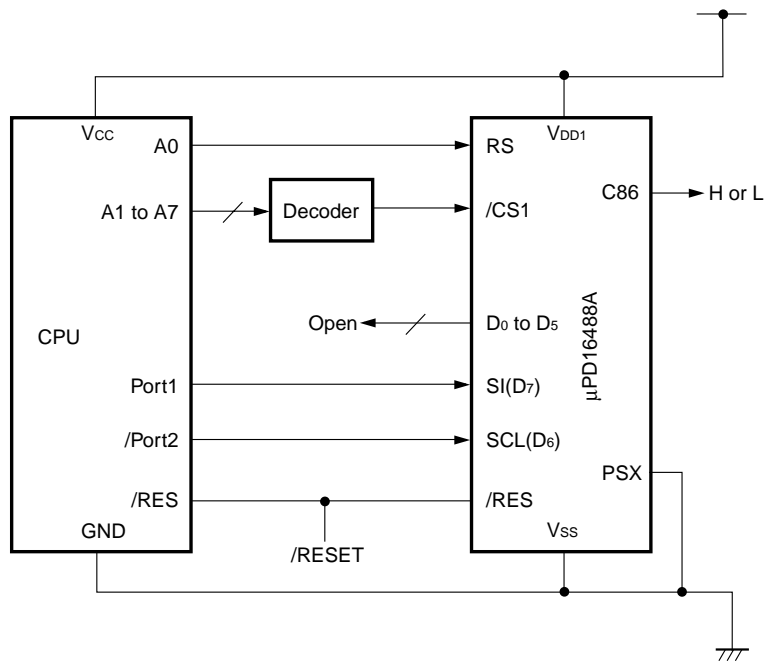 VCC
VDD1
A0
RS
C86
H or L
A1 to A7
Decoder
/CS1
CPU
Open
D0 to D5
µPD16488A
Port1
SI(D7)
/Port2
SCL(D6)
PSX
/RES
/RES
GND
VSS
/RESET